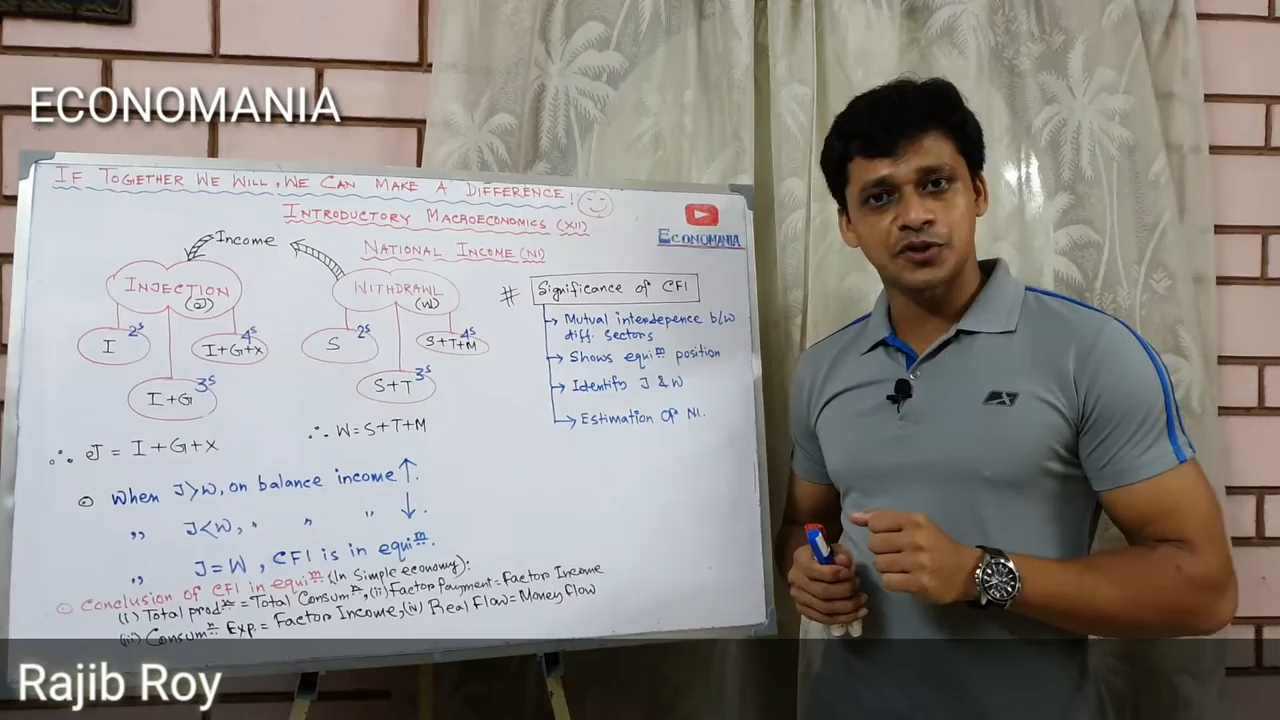 ECONOMANIA
IF TOGETHER WE WILL, WE CAN MAKE A DIFFERENCE!
INTRODUCTORY MACROECONOMICS (XII)
NATIONAL INCOME (NI)
ECONOMANIA
Income
INJECTION
(J)
2s
I
4s
I+G+X
3s
I+G
∴ J = I+G+X
WITHDRAWL
(W)
2s
S
4s
S+T+M
3s
S+T
∴ W=S+T+M
# Significance of CFI
Mutual interdepence b/w
diff. Sectors
Shows equiᵐ position
Identify J & W
Estimation of NI.
When J>W, on balance income ↑.
,, J<W, " " " ↓.
,, J=W, CFI is in equiᵐ.
Conclusion of CFI in equiᵐ (In Simple economy):
(i) Total prodⁿ = Total Consumⁿ, (ii) Factor payment = Factor Income
(iii) Consumⁿ Exp. = Factor Income, (iv) Real Flow = Money flow
Rajib Roy